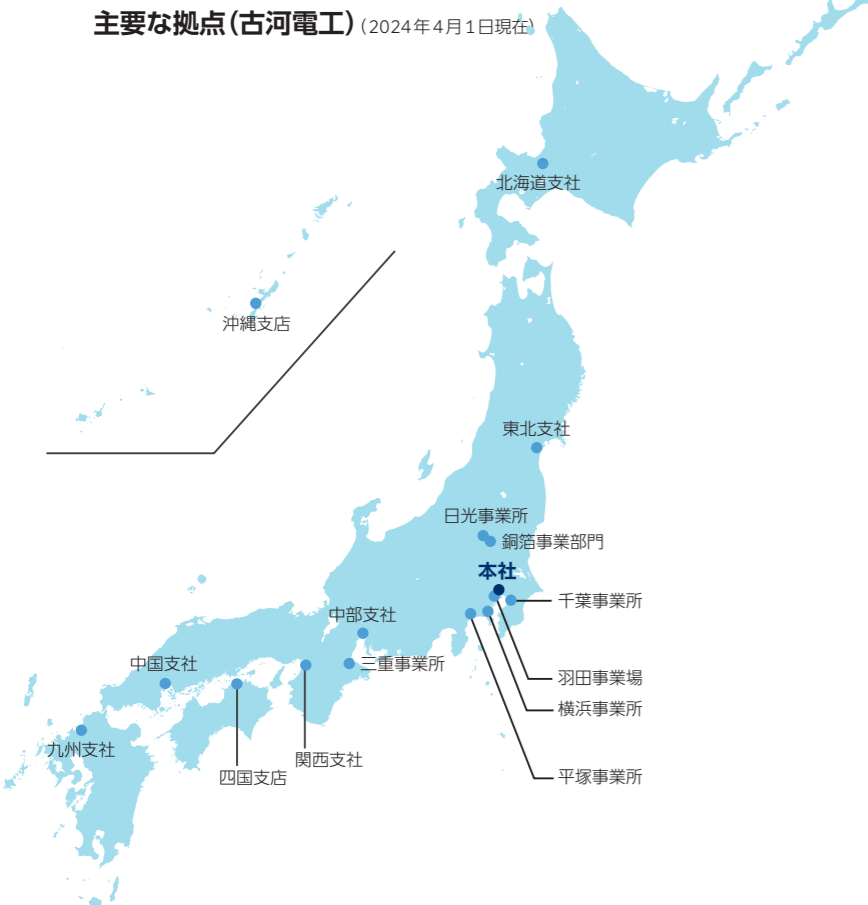 主要な拠点(古河電工)(2024年4月1日現在)
北海道支社
沖縄支店
東北支社
日光事業所
銅箔事業部門
本社
千葉事業所
中部支社
三重事業所
中国支社
羽田事業場
横浜事業所
九州支社
関西支社
四国支店
平塚事業所